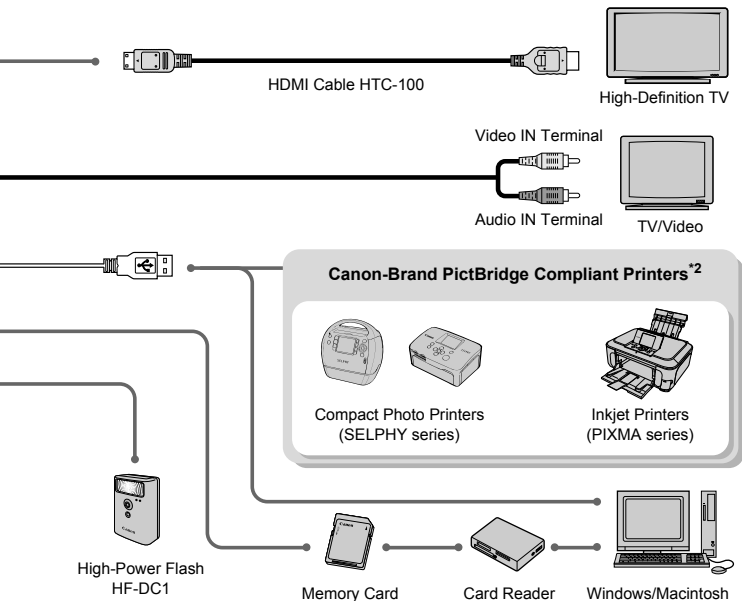 HDMI Cable HTC-100
High-Definition TV
Video IN Terminal
Audio IN Terminal
TV/Video
Canon-Brand PictBridge Compliant Printers*2
Compact Photo Printers
(SELPHY series)
Inkjet Printers
(PIXMA series)
High-Power Flash
HF-DC1
Memory Card
Card Reader
Windows/Macintosh